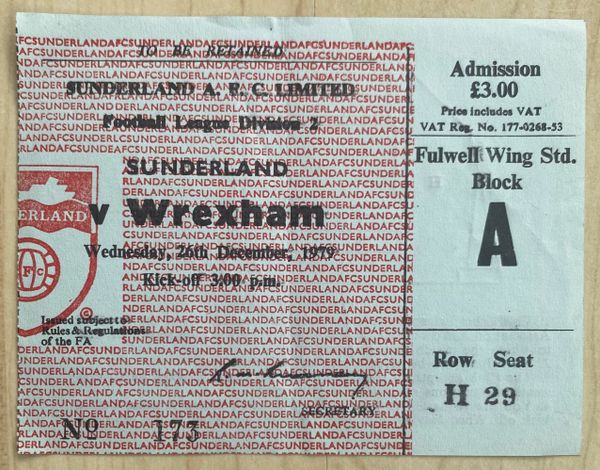 TO BE RETAINED
SUNDERLAND A. F. C. LIMITED
Football League Division 2
SUNDERLAND
v Wrexham
Wednesday, 26th December, 1979
Kick-off 3.00 p.m.
DERLAND
FC
Issued subject to
Rules & Regulations
of the FA
SECRETARY
Nº 173
Admission
£3.00
Price includes VAT
VAT Reg. No. 177-0268-53
Fulwell Wing Std.
Block
A
Row Seat
H 29